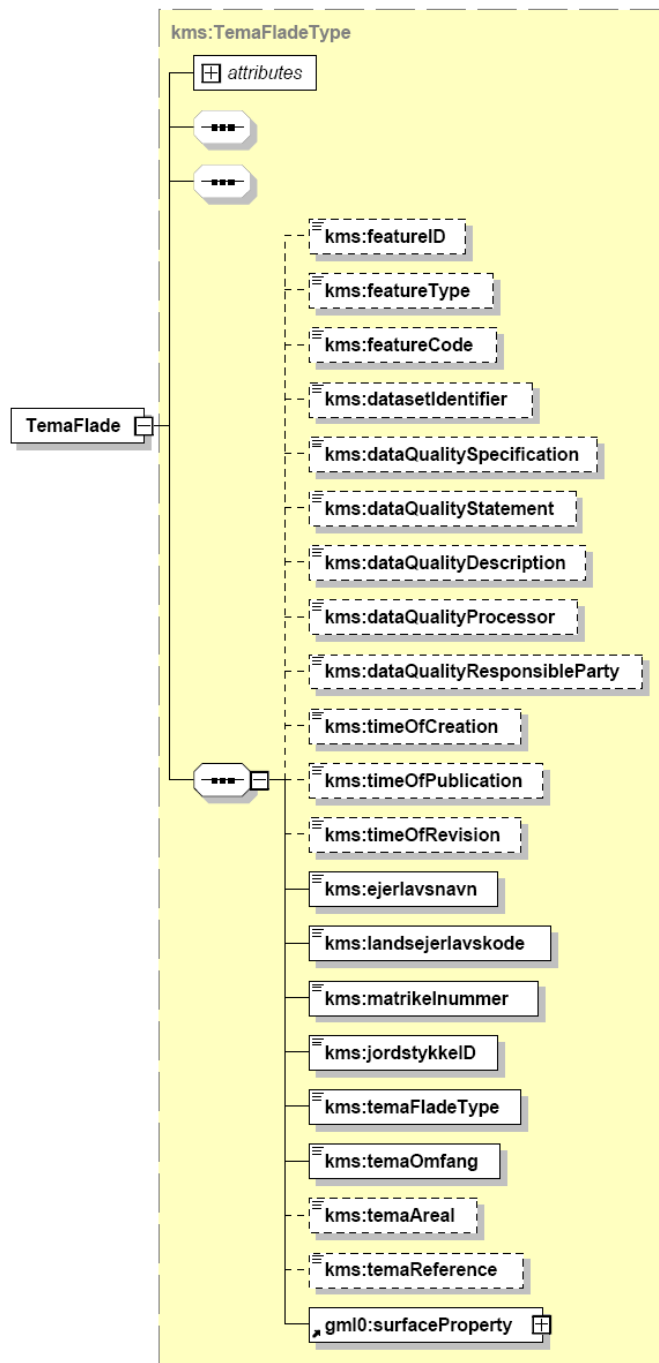 kms:TemaFladeType
attributes
kms:featureID
kms:featureType
kms:featureCode
kms:datasetIdentifier
TemaFlade
kms:dataQualitySpecification
kms:dataQualityStatement
kms:dataQualityDescription
kms:dataQualityProcessor
kms:dataQualityResponsibleParty
kms:timeOfCreation
kms:timeOfPublication
kms:timeOfRevision
kms:ejerlavsnavn
kms:landsejerlavskode
kms:matrikelnummer
kms:jordstykkeID
kms:temaFladeType
kms:temaOmfang
kms:temaAreal
kms:temaReference
gml0:surfaceProperty